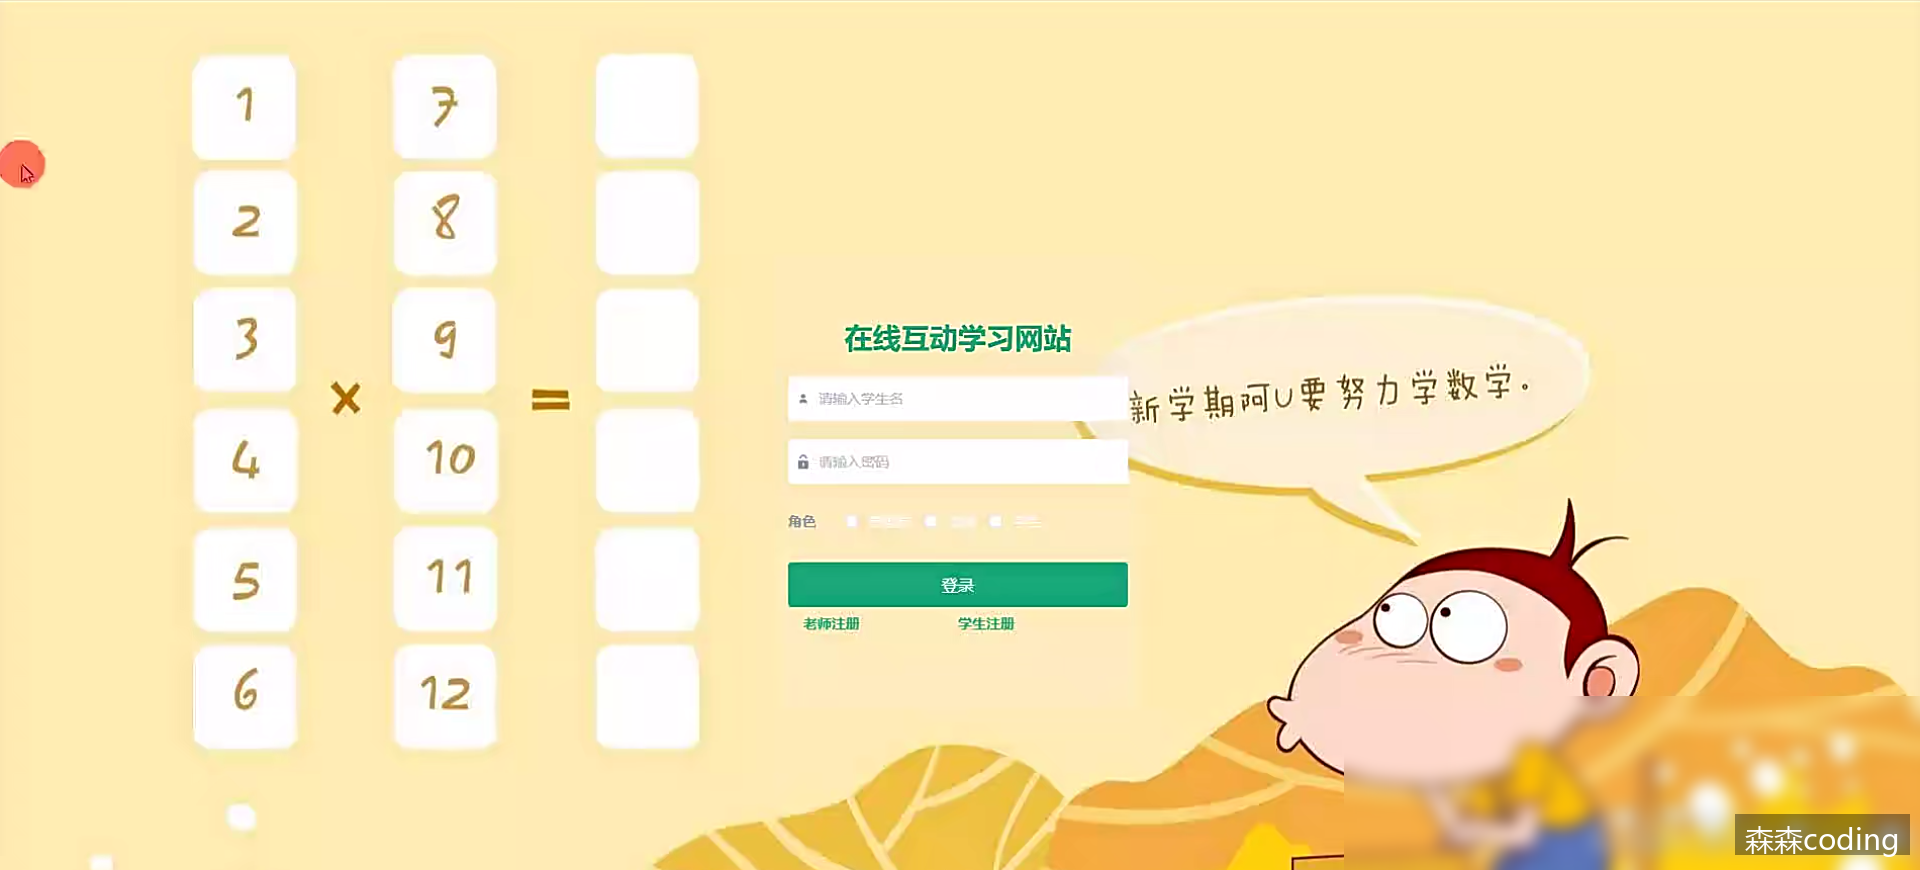 1 7
2 8
3 9
× =
4 10
5 11
6 12
在线互动学习网站
请输入学生名
请输入密码
角色
登录
老师注册 学生注册
新学期阿U要努力学数学。
森森coding